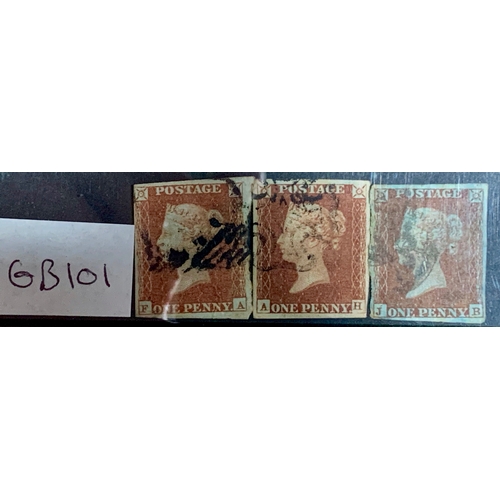 GB101
POSTAGE
F ONE PENNY A
POSTAGE
A ONE PENNY H
POSTAGE
J ONE PENNY B